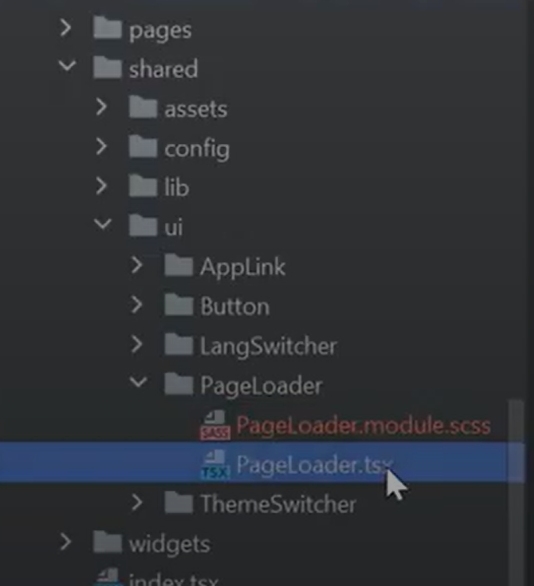 pages
shared
assets
config
lib
ui
AppLink
Button
LangSwitcher
PageLoader
SASS PageLoader.module.scss
TSX PageLoader.tsx
ThemeSwitcher
widgets
index.tsx